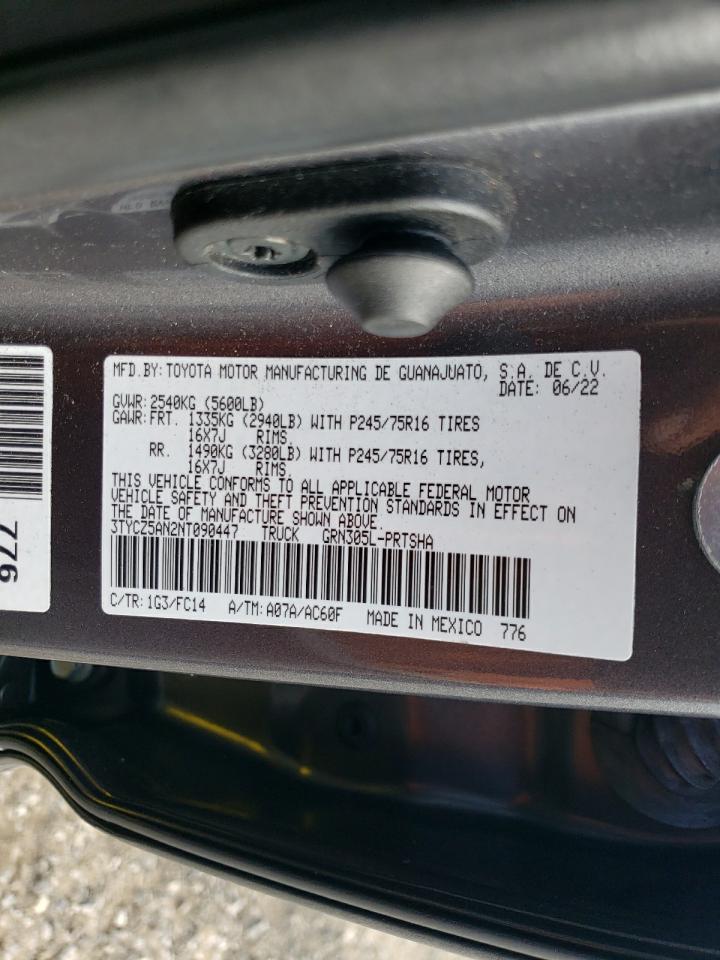 MFD.BY:TOYOTA MOTOR MANUFACTURING DE GUANAJUATO, S.A. DE C.V.
DATE: 06/22
GVWR:2540KG (5600LB)
GAWR:FRT. 1335KG (2940LB) WITH P245/75R16 TIRES
16X7J RIMS,
RR. 1490KG (3280LB) WITH P245/75R16 TIRES,
16X7J RIMS.
THIS VEHICLE CONFORMS TO ALL APPLICABLE FEDERAL MOTOR
VEHICLE SAFETY AND THEFT PREVENTION STANDARDS IN EFFECT ON
THE DATE OF MANUFACTURE SHOWN ABOVE.
3TYCZ5AN2NT090447 TRUCK GRN305L-PRTSHA
C/TR: 1G3/FC14 A/TM: A07A/AC60F MADE IN MEXICO 776
776